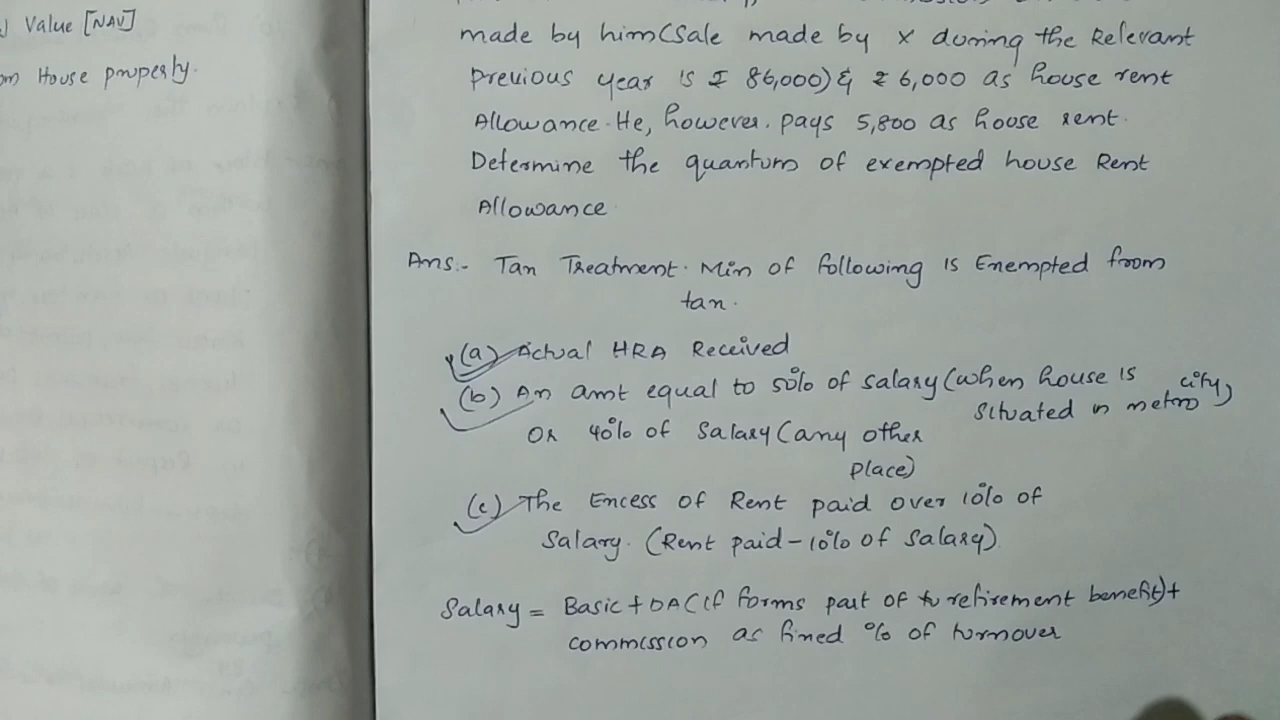 Value [NAV]
House property.
made by him(Sale made by x during the Relevant
previous year is ₹ 86,000) & ₹ 6,000 as house rent
Allowance. He, however. pays 5,800 as house rent.
Determine the quantum of exempted house Rent
Allowance.
Ans:- Tax Treatment. Min of following is Exempted from
tax.
(a) Actual HRA Received
(b) An amt equal to 50% of salary (when house is
situated in metro city)
OR 40% of salary (any other
place)
(c) The Excess of Rent paid over 10% of
Salary. (Rent paid - 10% of salary)
Salary = Basic + DA (if forms part of retirement benefit) +
commission as fixed % of turnover